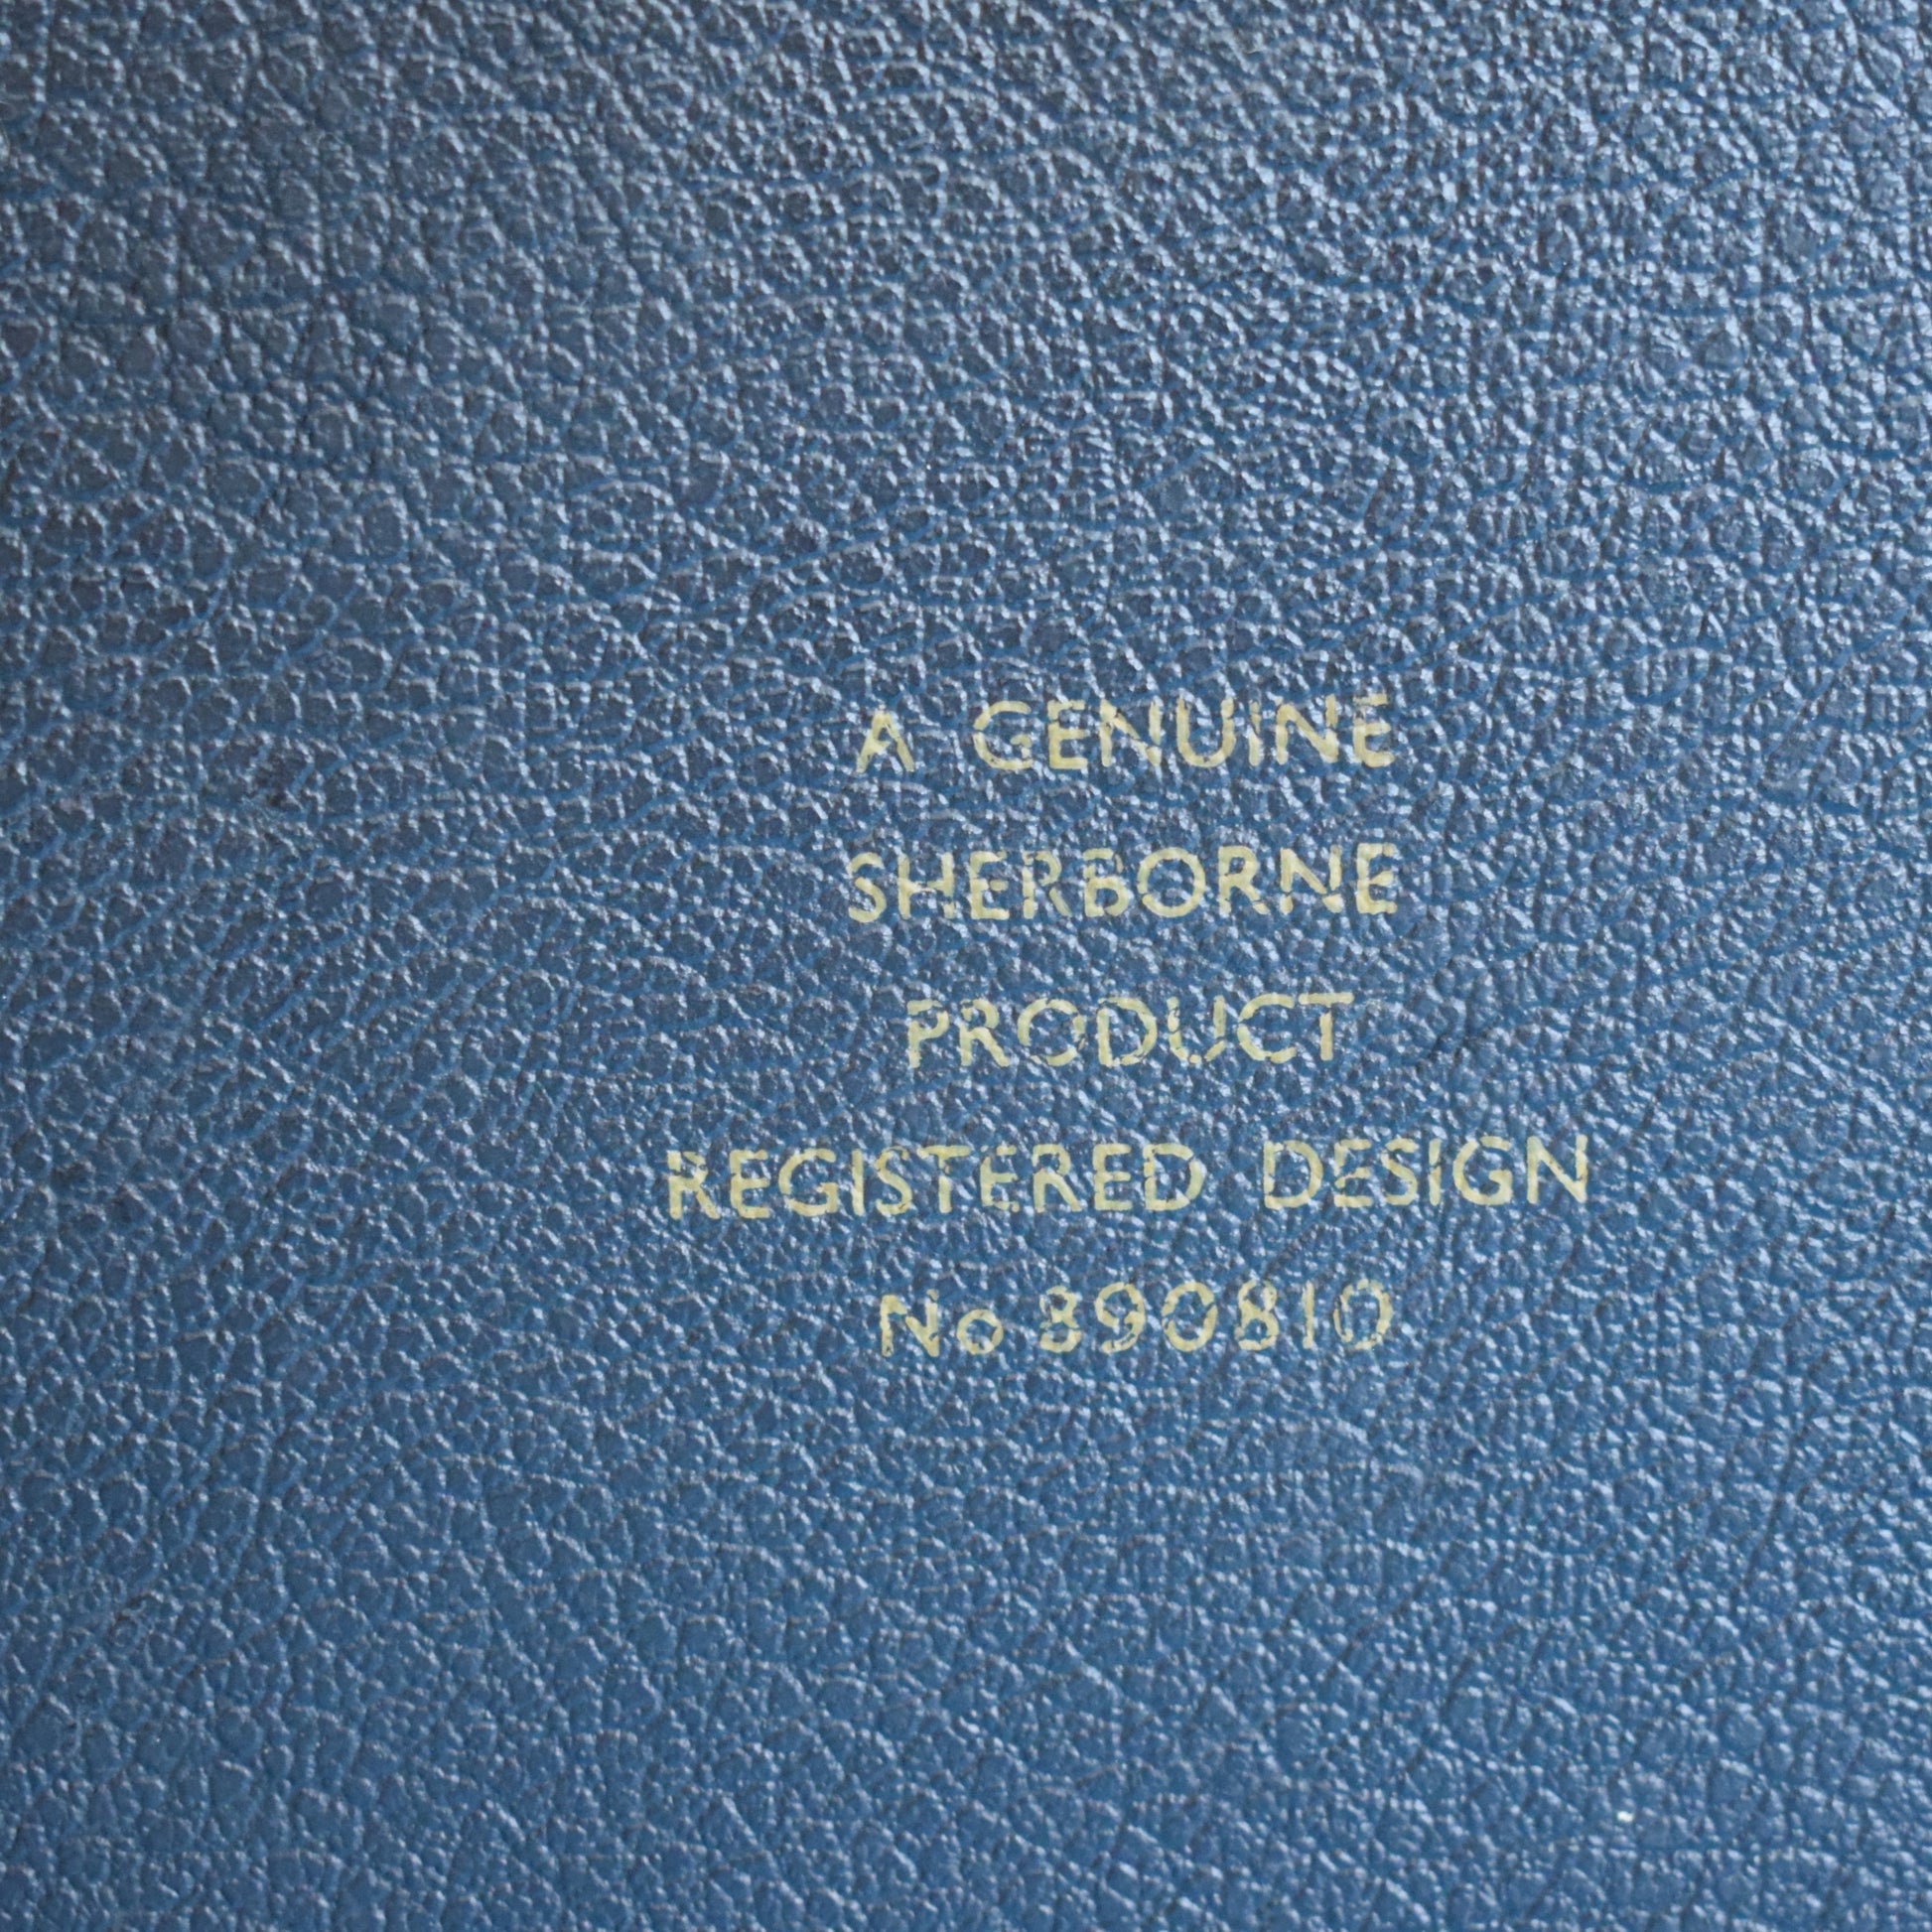 A GENUINE
SHERBORNE
PRODUCT
REGISTERED DESIGN
No 890810